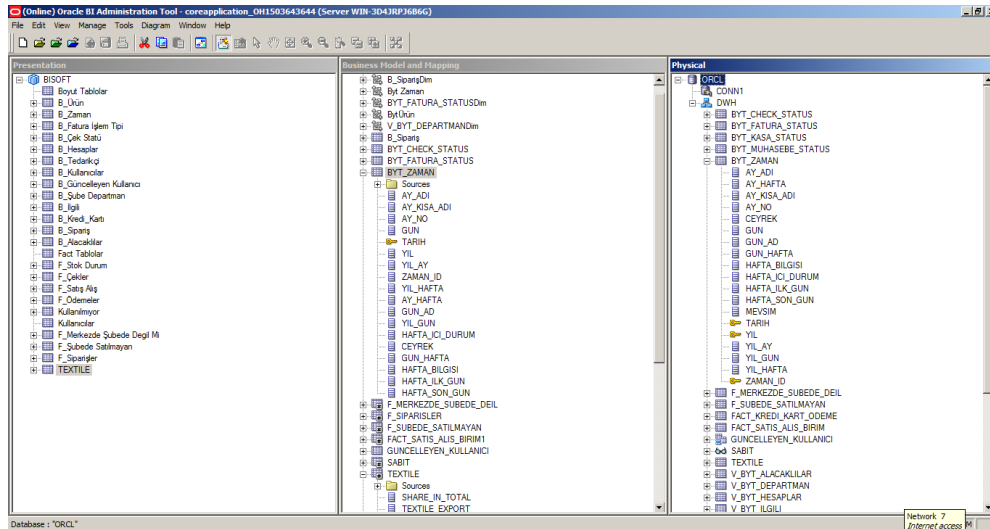 (Online) Oracle BI Administration Tool - coreapplication_OH1503643644 (Server WIN-3D4JRPJ6B6G)
File Edit View Manage Tools Diagram Window Help
Presentation
BISOFT
Boyut Tablolar
B_Ürün
B_Zaman
B_Fatura İşlem Tipi
B_Çek Statü
B_Hesaplar
B_Tedarikçi
B_Kullanıcılar
B_Güncelleyen Kullanıcı
B_Şube Departman
B_İlgili
B_Kredi_Kartı
B_Sipariş
B_Alacaklılar
Fact Tablolar
F_Stok Durum
F_Çekler
F_Satış Alış
F_Ödemeler
Kullanılmıyor
Kullanıcılar
F_Merkezde Şubede Degil Mi
F_Şubede Satılmayan
F_Siparişler
TEXTILE
Business Model and Mapping
B_SiparişDim
Byt Zaman
BYT_FATURA_STATUSDim
BytÜrün
V_BYT_DEPARTMANDim
B_Sipariş
BYT_CHECK_STATUS
BYT_FATURA_STATUS
BYT_ZAMAN
Sources
AY_ADI
AY_KISA_ADI
AY_NO
GUN
TARIH
YIL
YIL_AY
ZAMAN_ID
YIL_HAFTA
AY_HAFTA
GUN_AD
YIL_GUN
HAFTA_ICI_DURUM
CEYREK
GUN_HAFTA
HAFTA_BILGISI
HAFTA_ILK_GUN
HAFTA_SON_GUN
F_MERKEZDE_SUBEDE_DEIL
F_SIPARISLER
F_SUBEDE_SATILMAYAN
FACT_SATIS_ALIS_BIRIM1
GUNCELLEYEN_KULLANICI
SABIT
TEXTILE
Sources
SHARE_IN_TOTAL
TEXTILE_EXPORT
Physical
ORCL
CONN1
DWH
BYT_CHECK_STATUS
BYT_FATURA_STATUS
BYT_KASA_STATUS
BYT_MUHASEBE_STATUS
BYT_ZAMAN
AY_ADI
AY_HAFTA
AY_KISA_ADI
AY_NO
CEYREK
GUN
GUN_AD
GUN_HAFTA
HAFTA_BILGISI
HAFTA_ICI_DURUM
HAFTA_ILK_GUN
HAFTA_SON_GUN
MEVSIM
TARIH
YIL
YIL_AY
YIL_GUN
YIL_HAFTA
ZAMAN_ID
F_MERKEZDE_SUBEDE_DEIL
F_SUBEDE_SATILMAYAN
FACT_KREDI_KART_ODEME
FACT_SATIS_ALIS_BIRIM
GUNCELLEYEN_KULLANICI
SABIT
TEXTILE
V_BYT_ALACAKLILAR
V_BYT_DEPARTMAN
V_BYT_HESAPLAR
V_BYT_ILGILI
Network 7
Internet access
Database : "ORCL"